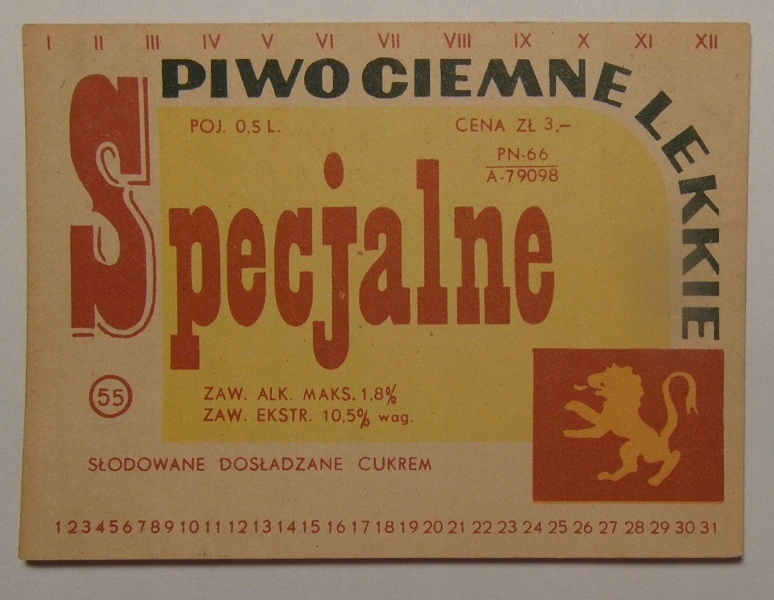 I II III IV V VI VII VIII IX X XI XII
PIWO CIEMNE LEKKIE
POJ. 0,5 L.
CENA ZŁ 3.–
PN-66
A-79098
Specjalne
55
ZAW. ALK. MAKS. 1.8%
ZAW. EKSTR. 10,5% wag.
SŁODOWANE DOSŁADZANE CUKREM
1 2 3 4 5 6 7 8 9 10 11 12 13 14 15 16 17 18 19 20 21 22 23 24 25 26 27 28 29 30 31